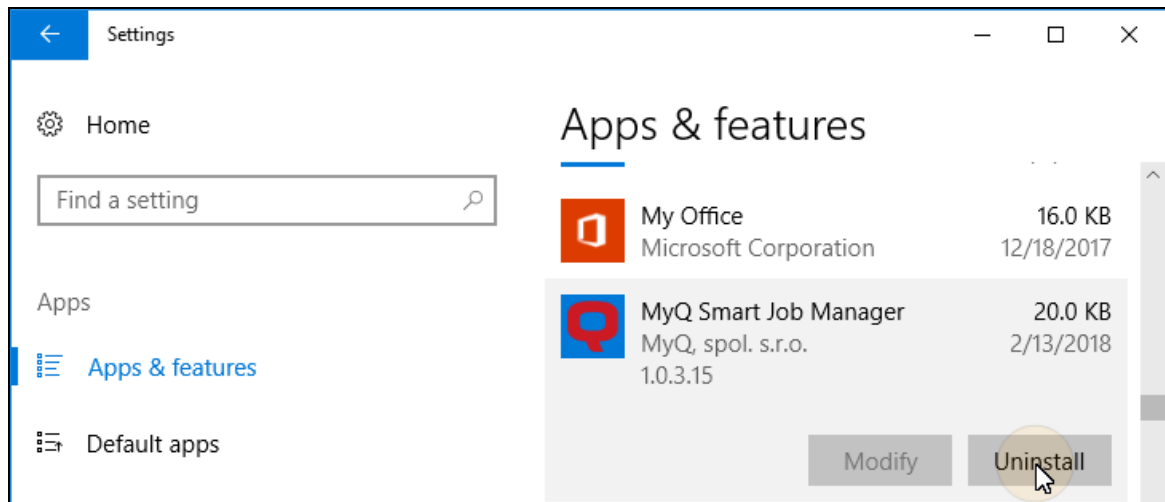 Settings
Home
Find a setting
Apps
Apps & features
Default apps
Apps & features
My Office 16.0 KB
Microsoft Corporation 12/18/2017
MyQ Smart Job Manager 20.0 KB
MyQ, spol. s.r.o. 2/13/2018
1.0.3.15
Modify Uninstall